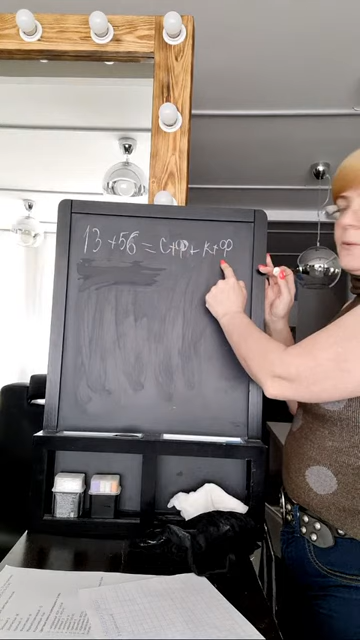 13 + 56 = с+ф + к+ф